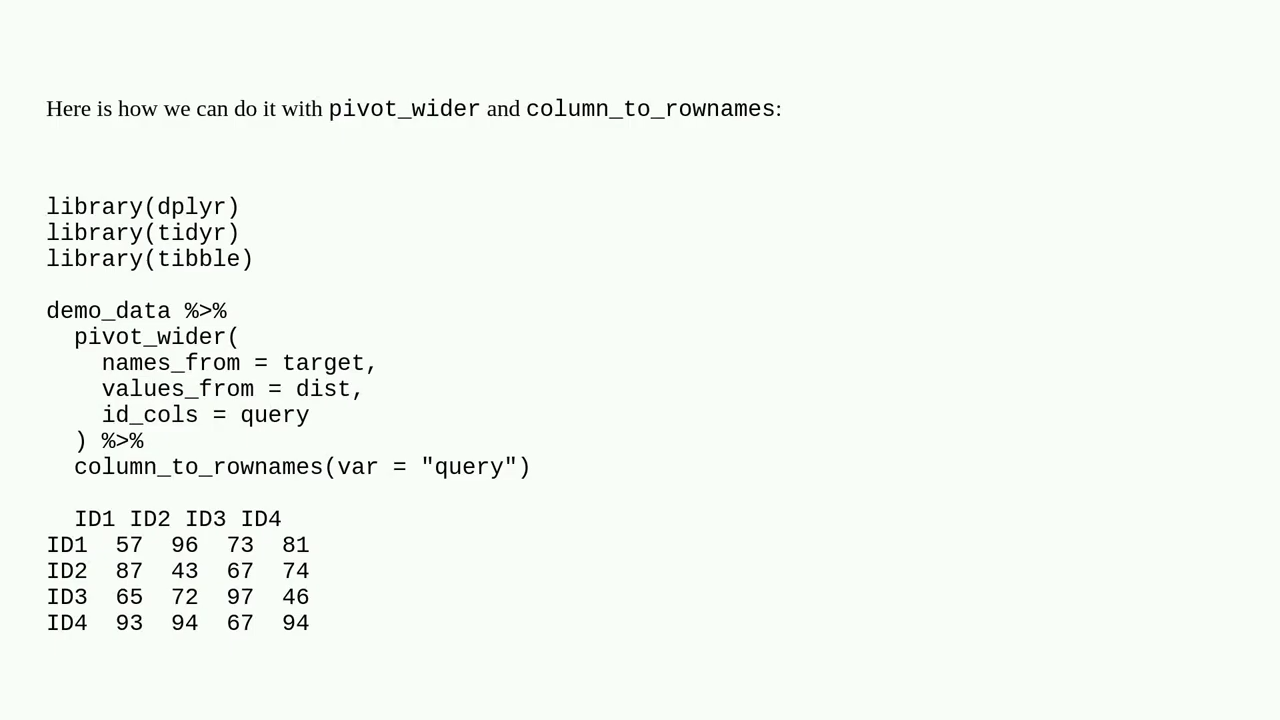 Here is how we can do it with pivot_wider and column_to_rownames:
library(dplyr)
library(tidyr)
library(tibble)
demo_data %>%
  pivot_wider(
    names_from = target,
    values_from = dist,
    id_cols = query
  ) %>%
  column_to_rownames(var = "query")
  ID1 ID2 ID3 ID4
ID1  57  96  73  81
ID2  87  43  67  74
ID3  65  72  97  46
ID4  93  94  67  94